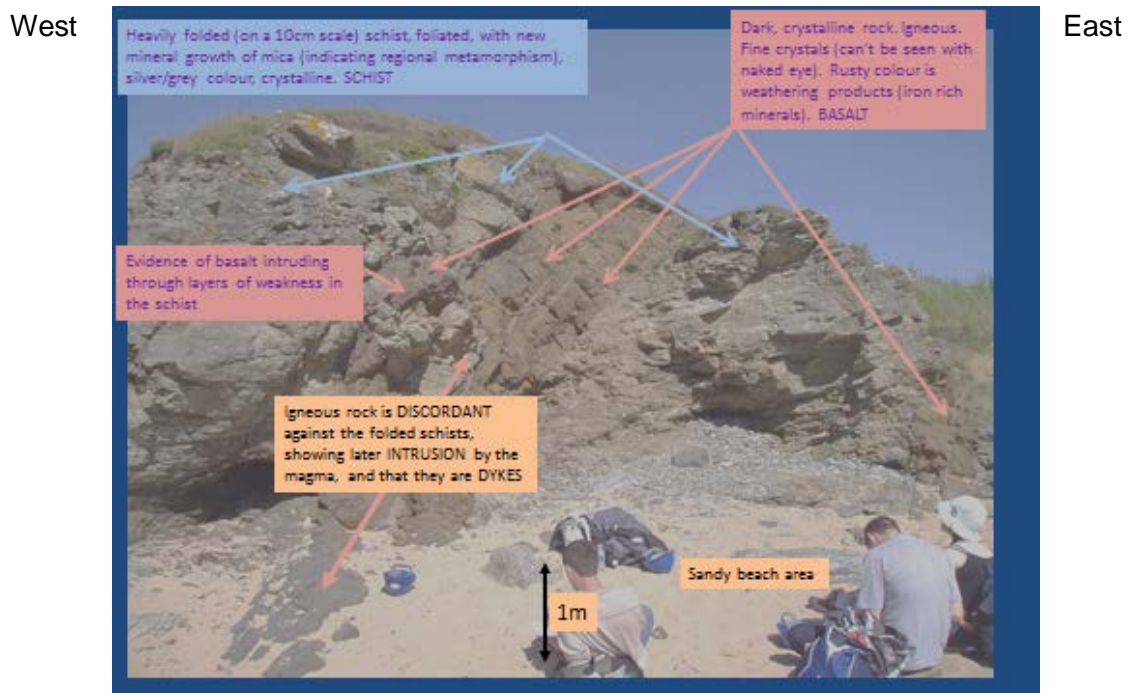 West
East
Heavily folded (on a 10cm scale) schist, foliated, with new
mineral growth of mica (indicating regional metamorphism),
silver/grey colour, crystalline. SCHIST
Dark, crystalline rock. Igneous.
Fine crystals (can't be seen with
naked eye). Rusty colour is
weathering products (iron rich
minerals). BASALT
Evidence of basalt intruding
through layers of weakness in
the schist
Igneous rock is DISCORDANT
against the folded schists,
showing later INTRUSION by the
magma, and that they are DYKES
Sandy beach area
1m